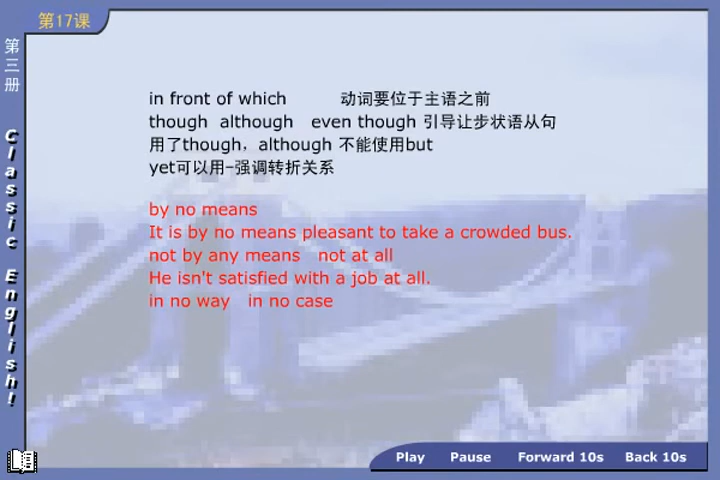 第17课
第三册
Classic English!
in front of which 动词要位于主语之前
though although even though 引导让步状语从句
用了though，although 不能使用but
yet可以用-强调转折关系
by no means
It is by no means pleasant to take a crowded bus.
not by any means not at all
He isn't satisfied with a job at all.
in no way in no case
Play Pause Forward 10s Back 10s